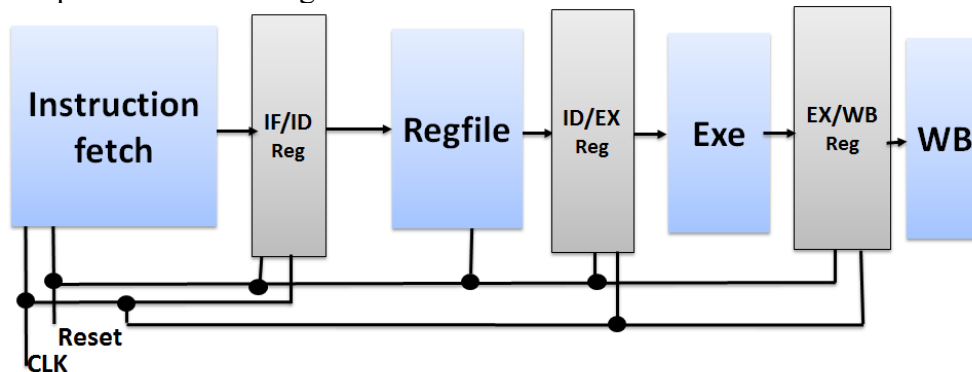 Instruction
fetch
IF/ID
Reg
Regfile
ID/EX
Reg
Exe
EX/WB
Reg
WB
Reset
CLK